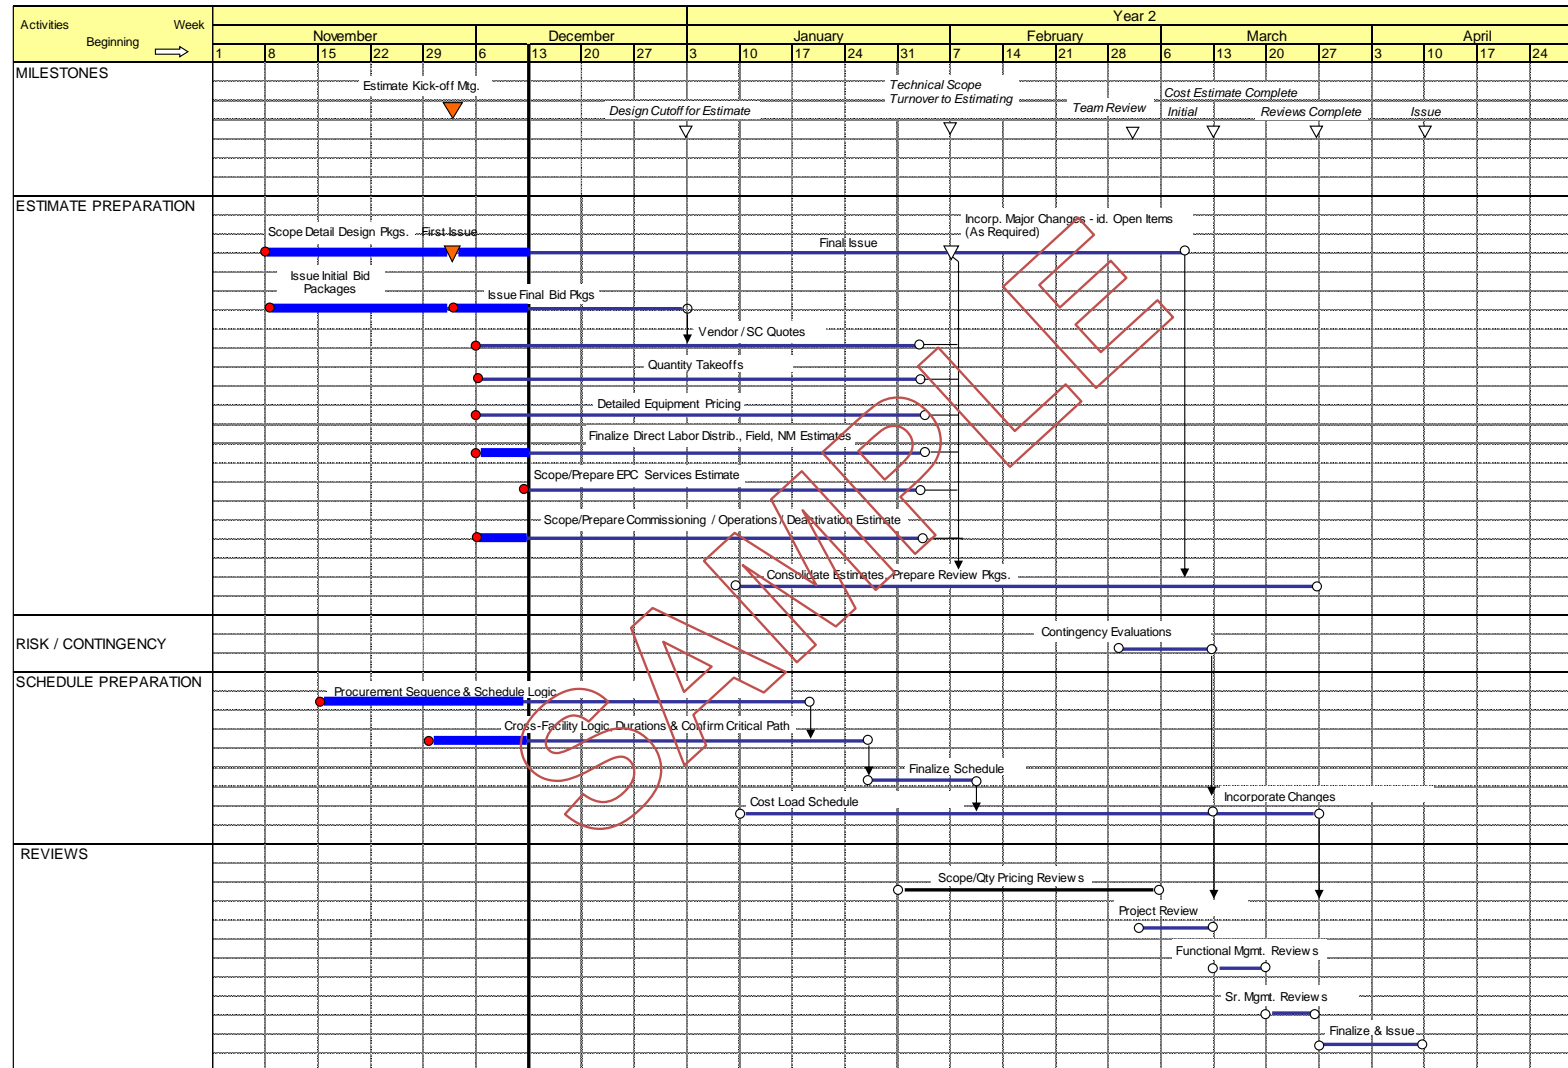 Activities Week
Beginning
Year 2
November December January February March April
1 8 15 22 29 6 13 20 27 3 10 17 24 31 7 14 21 28 6 13 20 27 3 10 17 24
MILESTONES
Estimate Kick-off Mtg.
Design Cutoff for Estimate
Technical Scope
Turnover to Estimating
Team Review
Cost Estimate Complete
Initial
Reviews Complete
Issue
ESTIMATE PREPARATION
Scope Detail Design Pkgs. First Issue
Final Issue
Incorp. Major Changes - id. Open Items
(As Required)
Issue Initial Bid
Packages
Issue Final Bid Pkgs
Vendor / SC Quotes
Quantity Takeoffs
Detailed Equipment Pricing
Finalize Direct Labor Distrib., Field, NM Estimates
Scope/Prepare EPC Services Estimate
Scope/Prepare Commissioning / Operations / Deactivation Estimate
Consolidate Estimates, Prepare Review Pkgs.
RISK / CONTINGENCY
Contingency Evaluations
SCHEDULE PREPARATION
Procurement Sequence & Schedule Logic
Cross-Facility Logic, Durations & Confirm Critical Path
Finalize Schedule
Cost Load Schedule
Incorporate Changes
REVIEWS
Scope/Qty Pricing Reviews
Project Review
Functional Mgmt. Reviews
Sr. Mgmt. Reviews
Finalize & Issue
SAMPLE